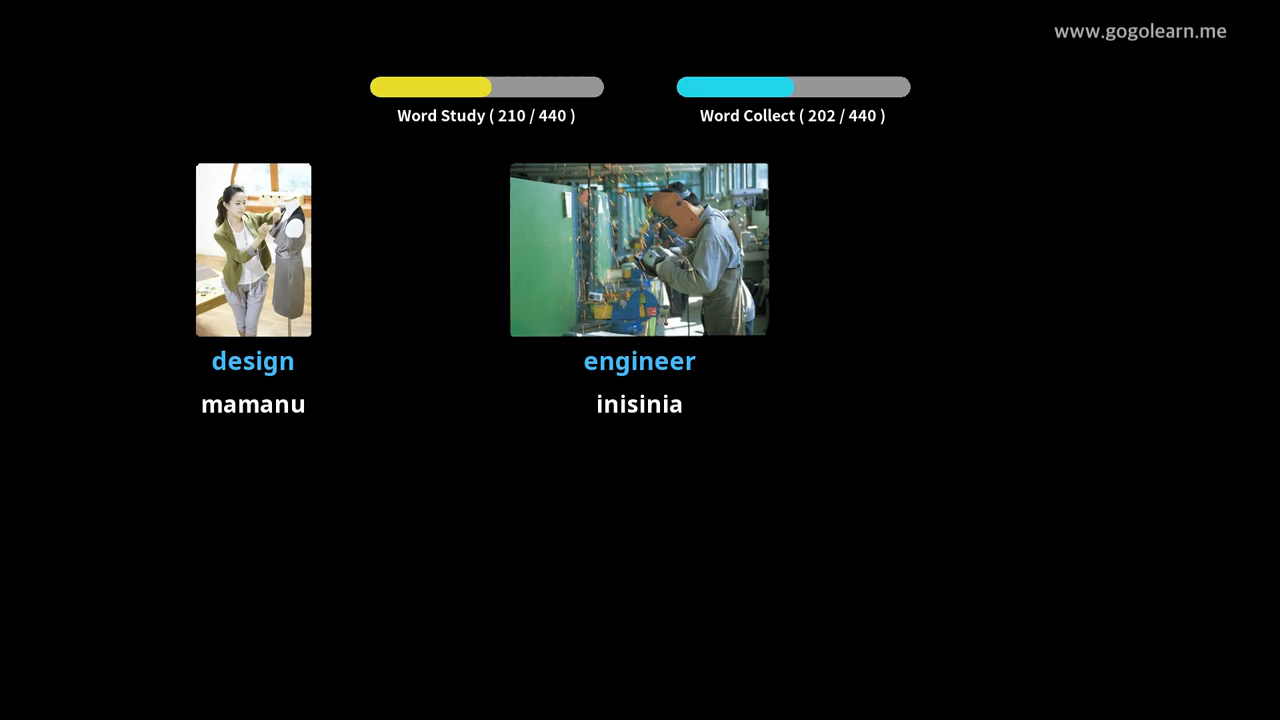 www.gogolearn.me
Word Study ( 210 / 440 )
Word Collect ( 202 / 440 )
design
engineer
mamanu
inisinia